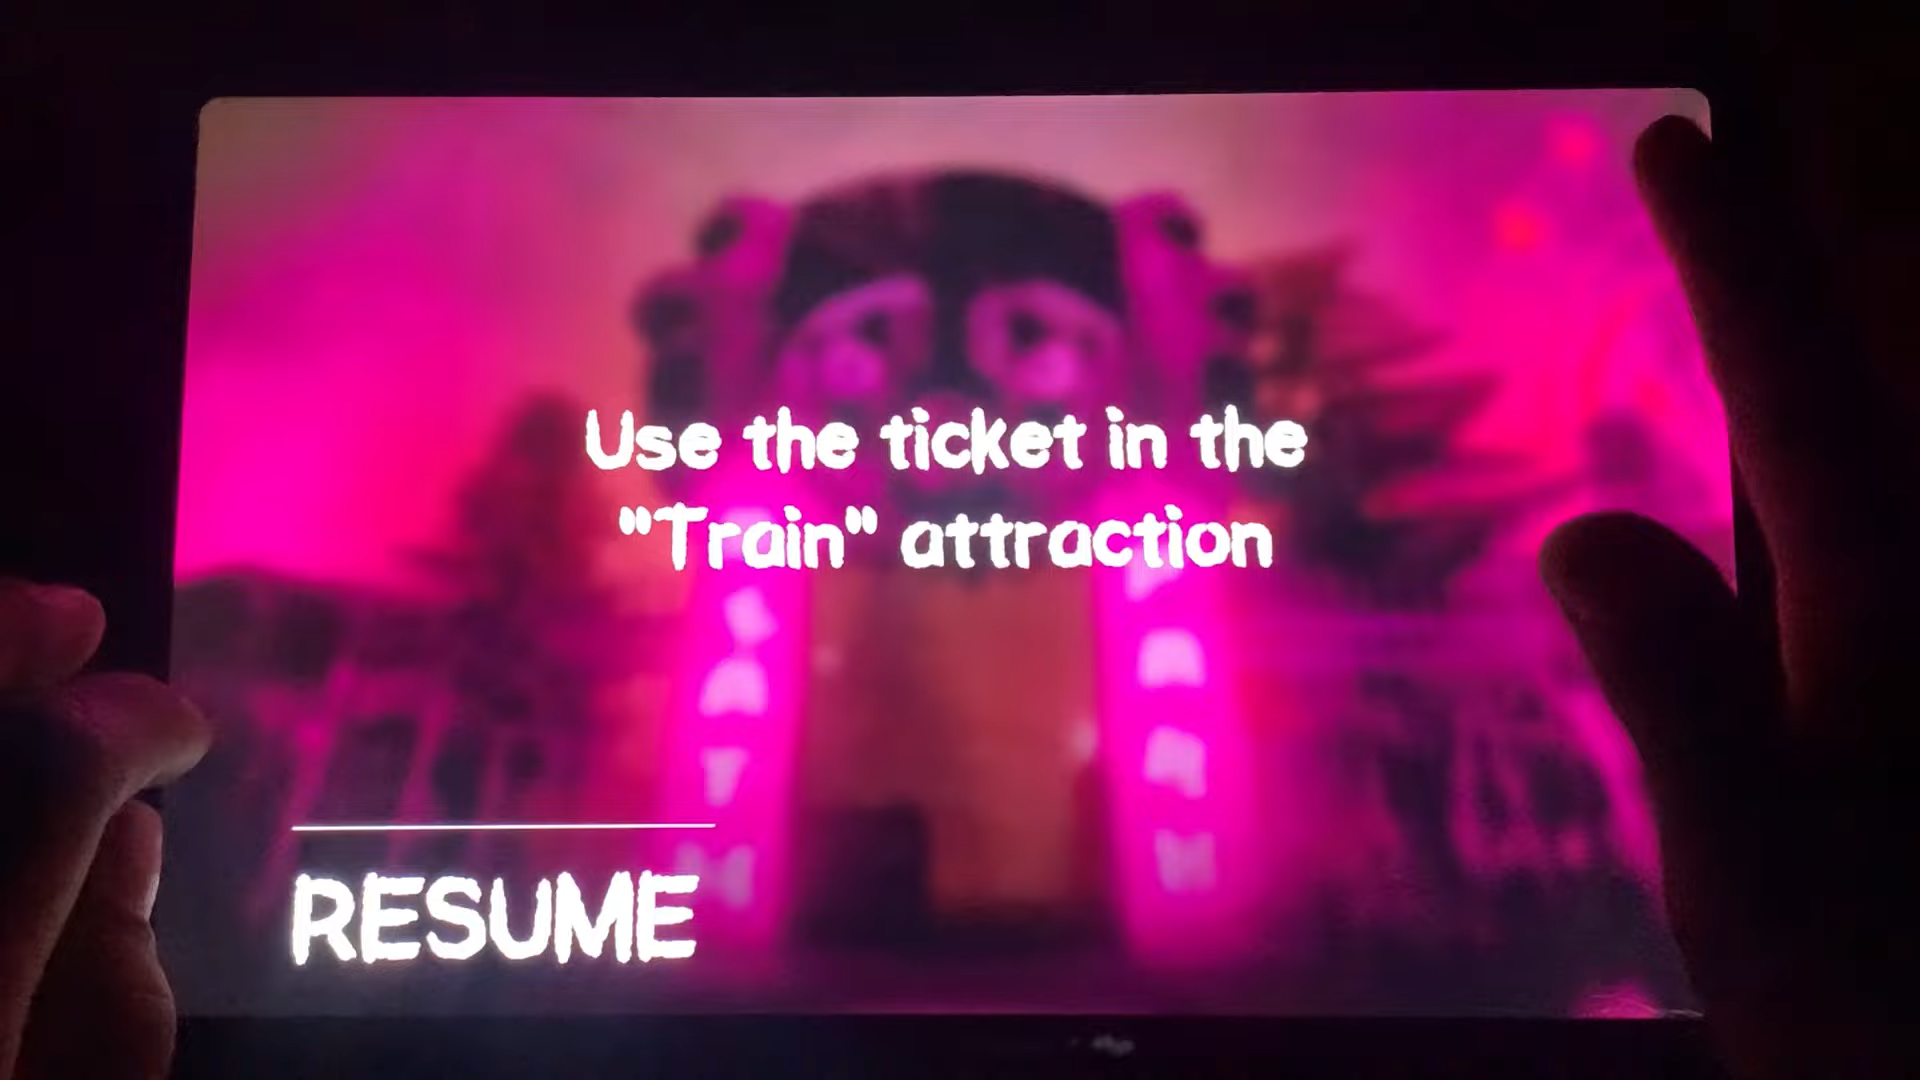 Use the ticket in the
"Train" attraction
RESUME